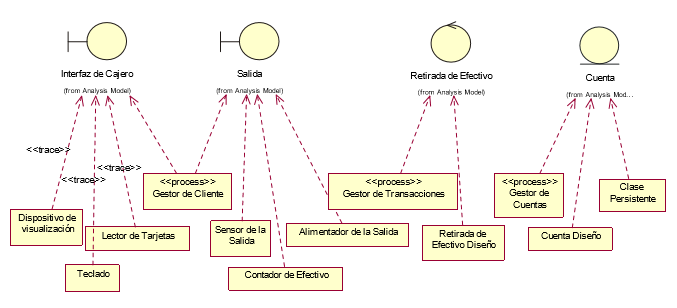 Interfaz de Cajero
(from Analysis Model)
Salida
(from Analysis Model)
Retirada de Efectivo
(from Analysis Model)
Cuenta
(from Analysis Mod...
<<trace>>
<<trace>>
<<trace>>
<<process>>
Gestor de Cliente
<<process>>
Gestor de Transacciones
<<process>>
Gestor de
Cuentas
Clase
Persistente
Dispositivo de
visualización
Lector de Tarjetas
Teclado
Sensor de la
Salida
Alimentador de la Salida
Contador de Efectivo
Retirada de
Efectivo Diseño
Cuenta Diseño